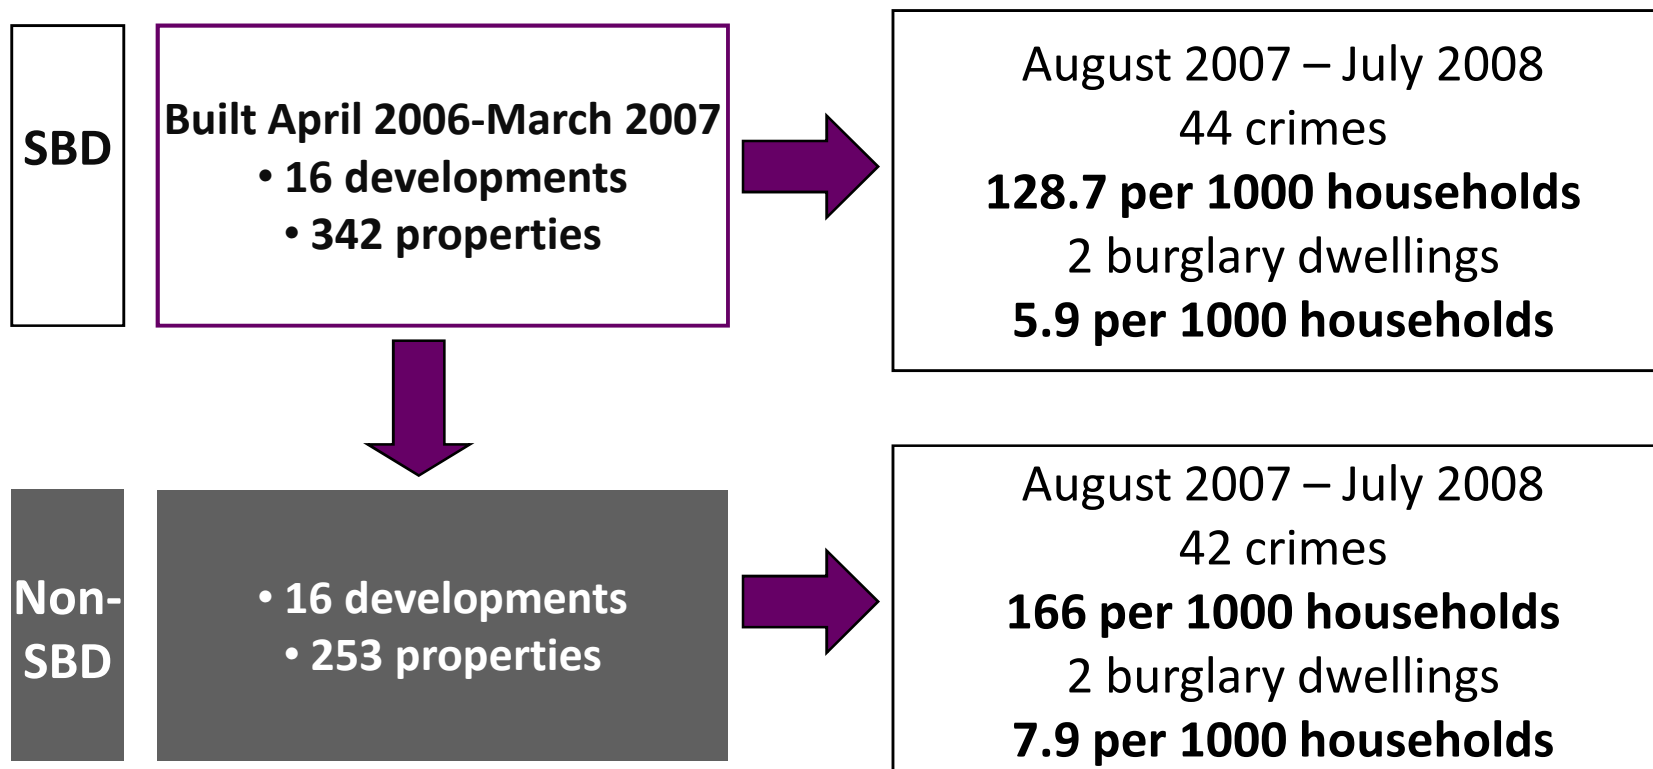 SBD
Built April 2006-March 2007
• 16 developments
• 342 properties
August 2007 – July 2008
44 crimes
128.7 per 1000 households
2 burglary dwellings
5.9 per 1000 households
Non-
SBD
• 16 developments
• 253 properties
August 2007 – July 2008
42 crimes
166 per 1000 households
2 burglary dwellings
7.9 per 1000 households